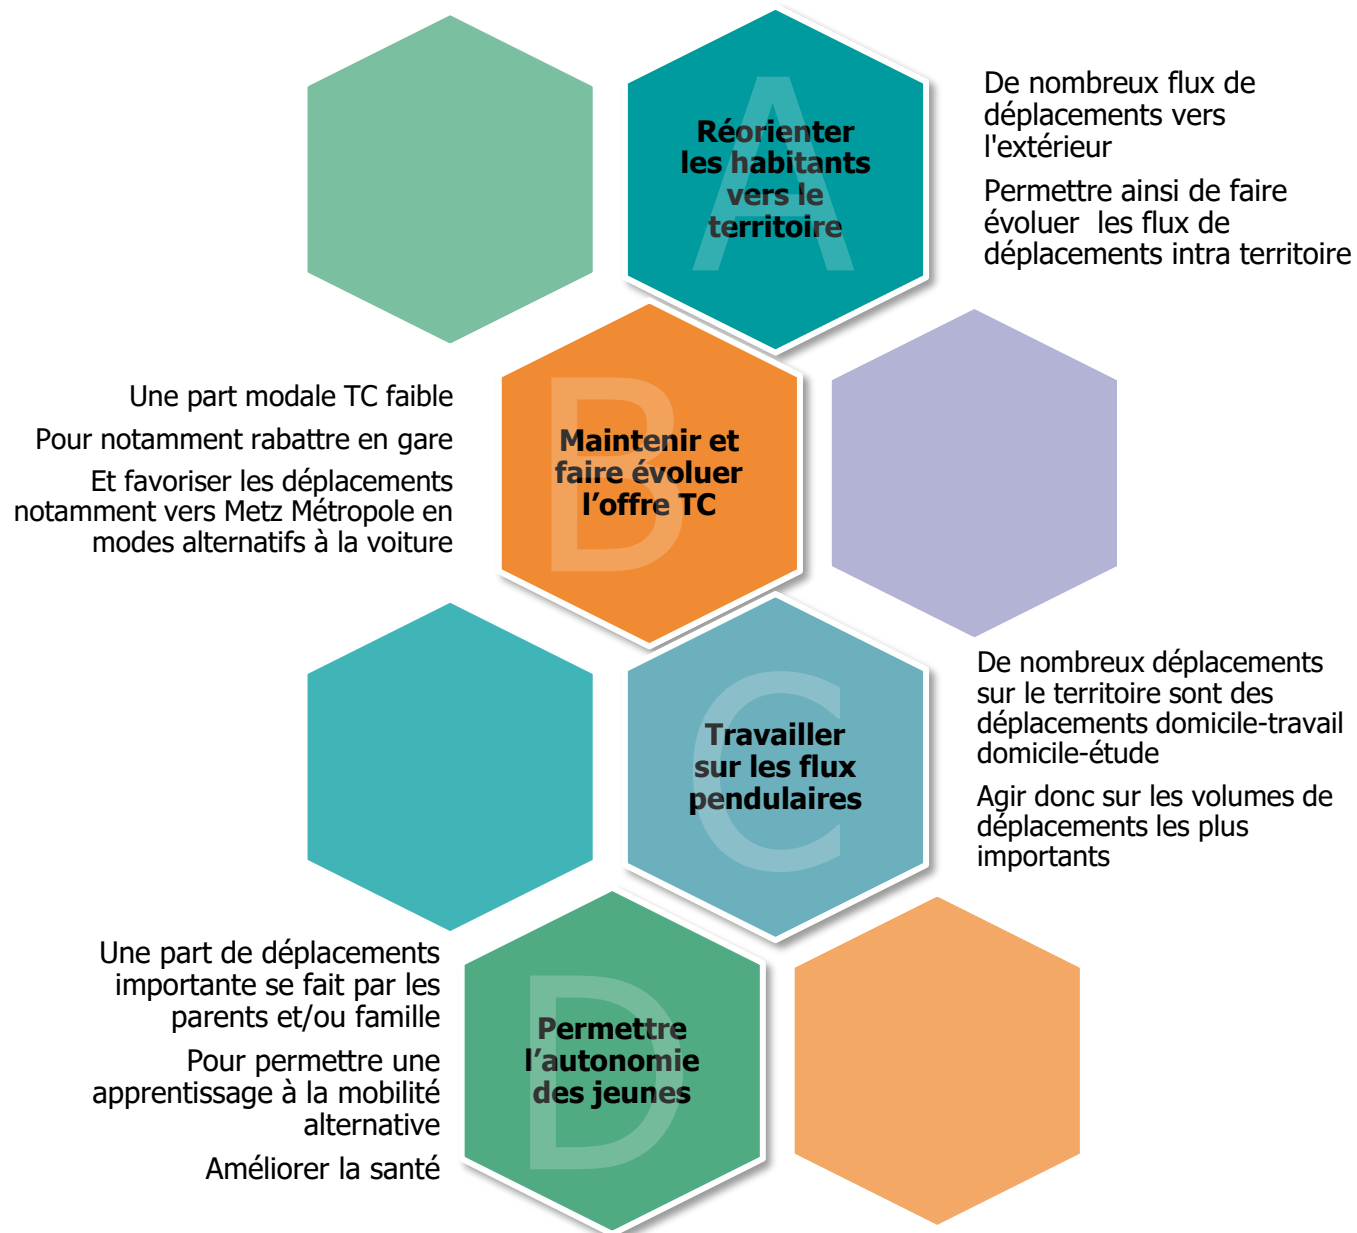 A
Réorienter
les habitants
vers le
territoire
De nombreux flux de
déplacements vers
l'extérieur
Permettre ainsi de faire
évoluer  les flux de
déplacements intra territoire
Une part modale TC faible
Pour notamment rabattre en gare
Et favoriser les déplacements
notamment vers Metz Métropole en
modes alternatifs à la voiture
B
Maintenir et
faire évoluer
l’offre TC
C
Travailler
sur les flux
pendulaires
De nombreux déplacements
sur le territoire sont des
déplacements domicile-travail
domicile-étude
Agir donc sur les volumes de
déplacements les plus
importants
Une part de déplacements
importante se fait par les
parents et/ou famille
Pour permettre une
apprentissage à la mobilité
alternative
Améliorer la santé
D
Permettre
l’autonomie
des jeunes